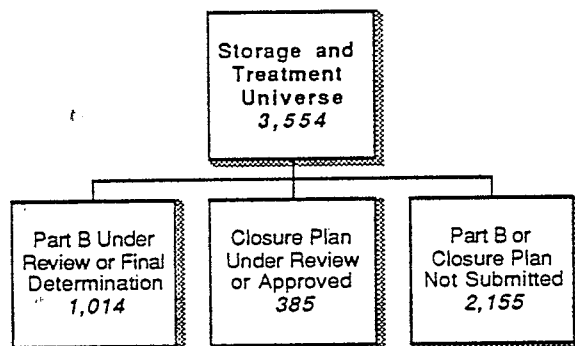 Storage and
Treatment
Universe
3,554
Part B Under
Review or Final
Determination
1,014
Closure Plan
Under Review
or Approved
385
Part B or
Closure Plan
Not Submitted
2,155